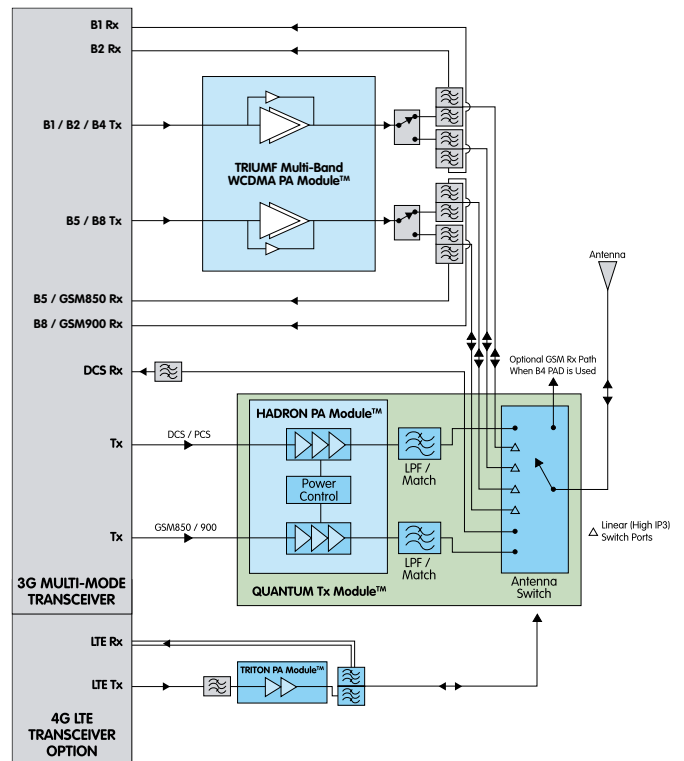 B1 Rx
B2 Rx
B1 / B2 / B4 Tx
TRIUMF Multi-Band
WCDMA PA Module™
B5 / B8 Tx
Antenna
B5 / GSM850 Rx
B8 / GSM900 Rx
DCS Rx
Optional GSM Rx Path
When B4 PAD is Used
HADRON PA Module™
Tx
DCS / PCS
LPF /
Match
Power
Control
Tx
GSM850 / 900
LPF /
Match
Linear (High IP3)
Switch Ports
Antenna
Switch
QUANTUM Tx Module™
3G MULTI-MODE
TRANSCEIVER
LTE Rx
TRITON PA Module™
LTE Tx
4G LTE
TRANSCEIVER
OPTION